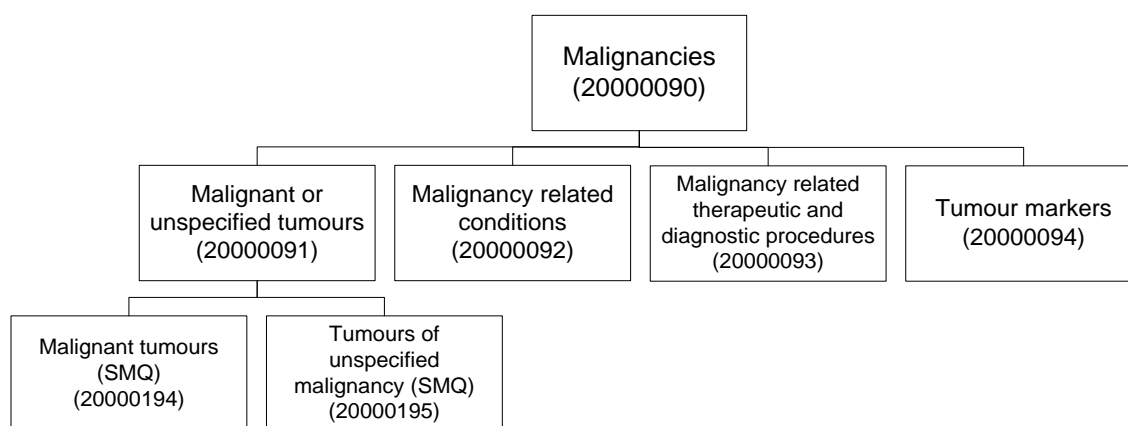 Malignancies
(20000090)
Malignant or
unspecified tumours
(20000091)
Malignancy related
conditions
(20000092)
Malignancy related
therapeutic and
diagnostic procedures
(20000093)
Tumour markers
(20000094)
Malignant tumours
(SMQ)
(20000194)
Tumours of
unspecified
malignancy (SMQ)
(20000195)